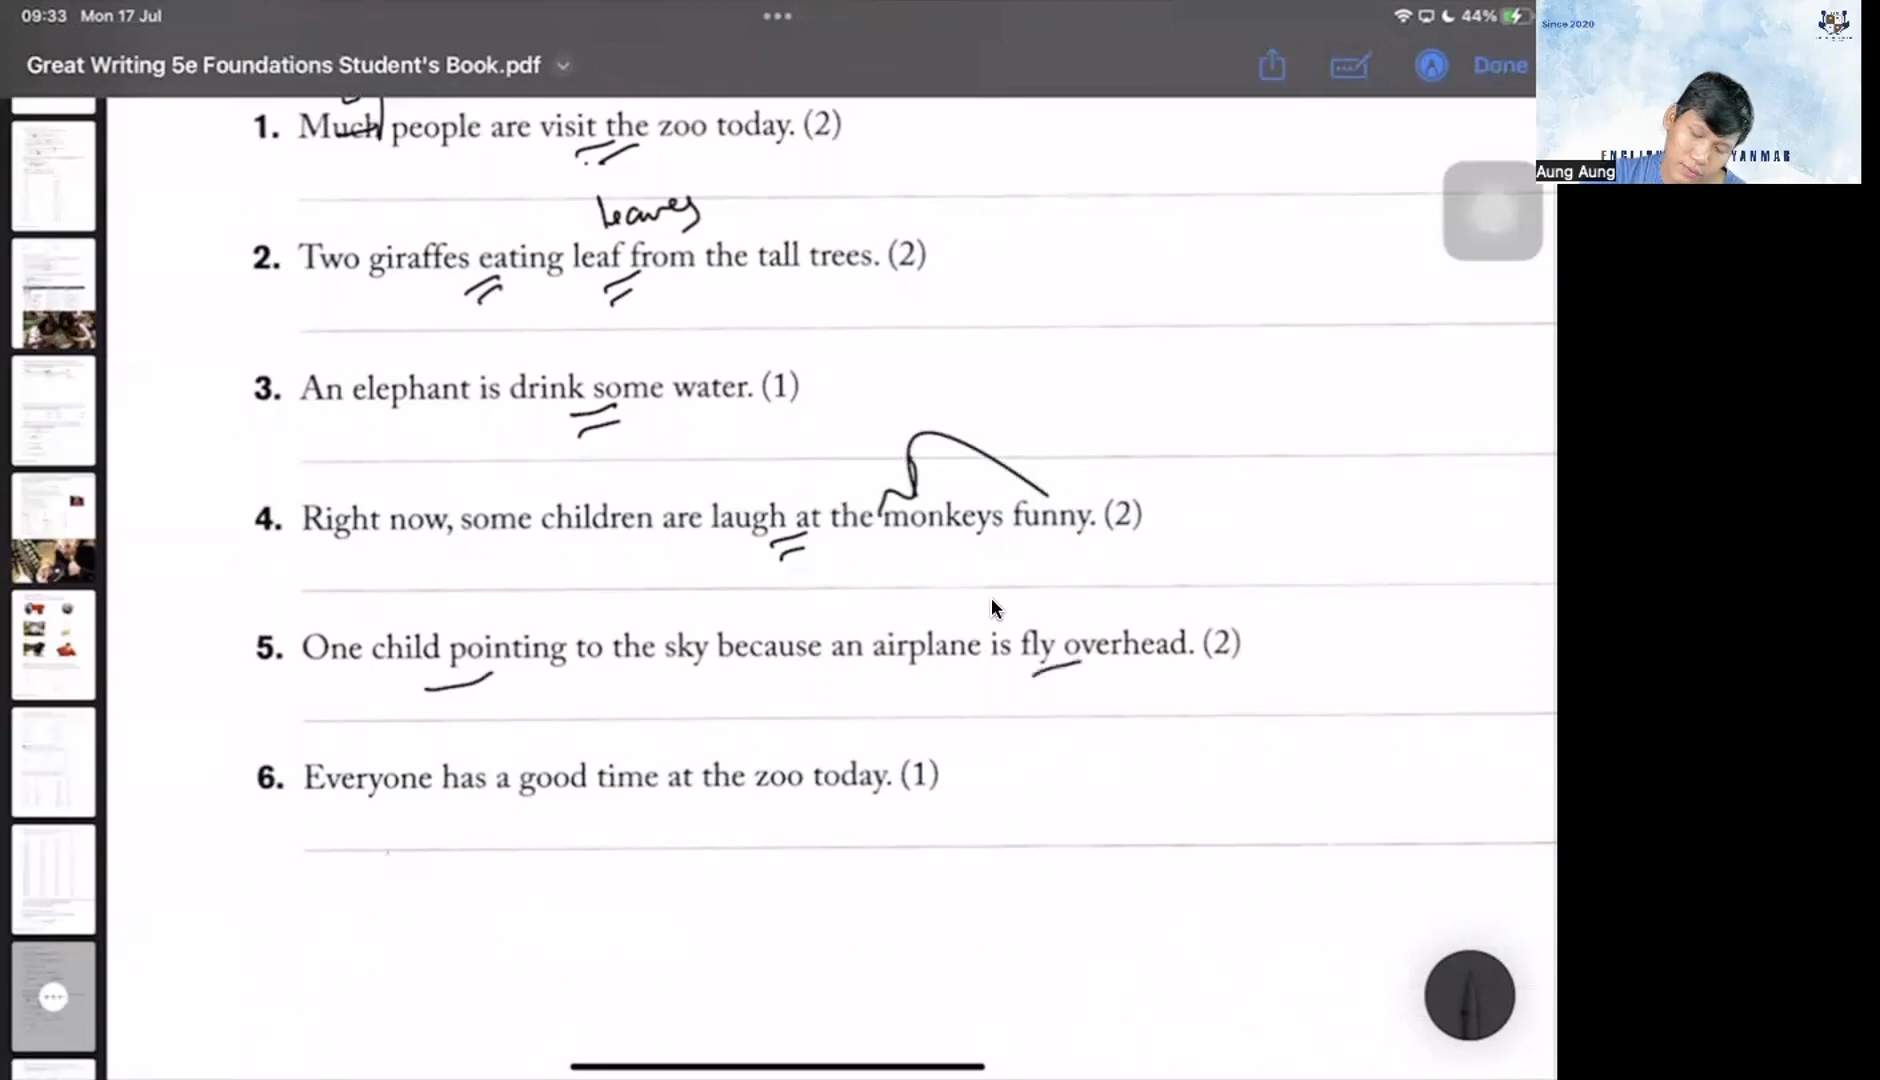 09:33 Mon 17 Jul
44%
Since 2020
Great Writing 5e Foundations Student's Book.pdf
Done
Aung Aung
1. Much people are visit the zoo today. (2)
leaves
2. Two giraffes eating leaf from the tall trees. (2)
3. An elephant is drink some water. (1)
4. Right now, some children are laugh at the monkeys funny. (2)
5. One child pointing to the sky because an airplane is fly overhead. (2)
6. Everyone has a good time at the zoo today. (1)